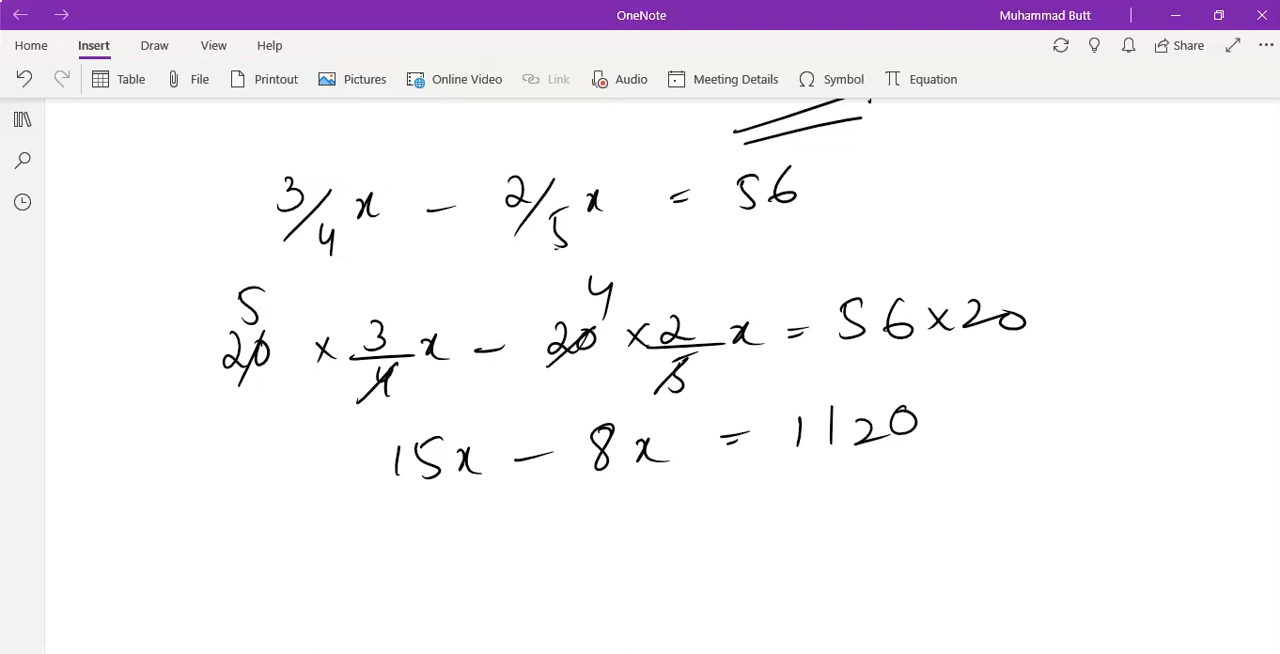 OneNote
Muhammad Butt
Home Insert Draw View Help
Share
Table File Printout Pictures Online Video Link Audio Meeting Details Symbol Equation
3/4 x - 2/5 x = 56
5 4
20 × 3/4 x - 20 × 2/5 x = 56 × 20
15x - 8x = 1120